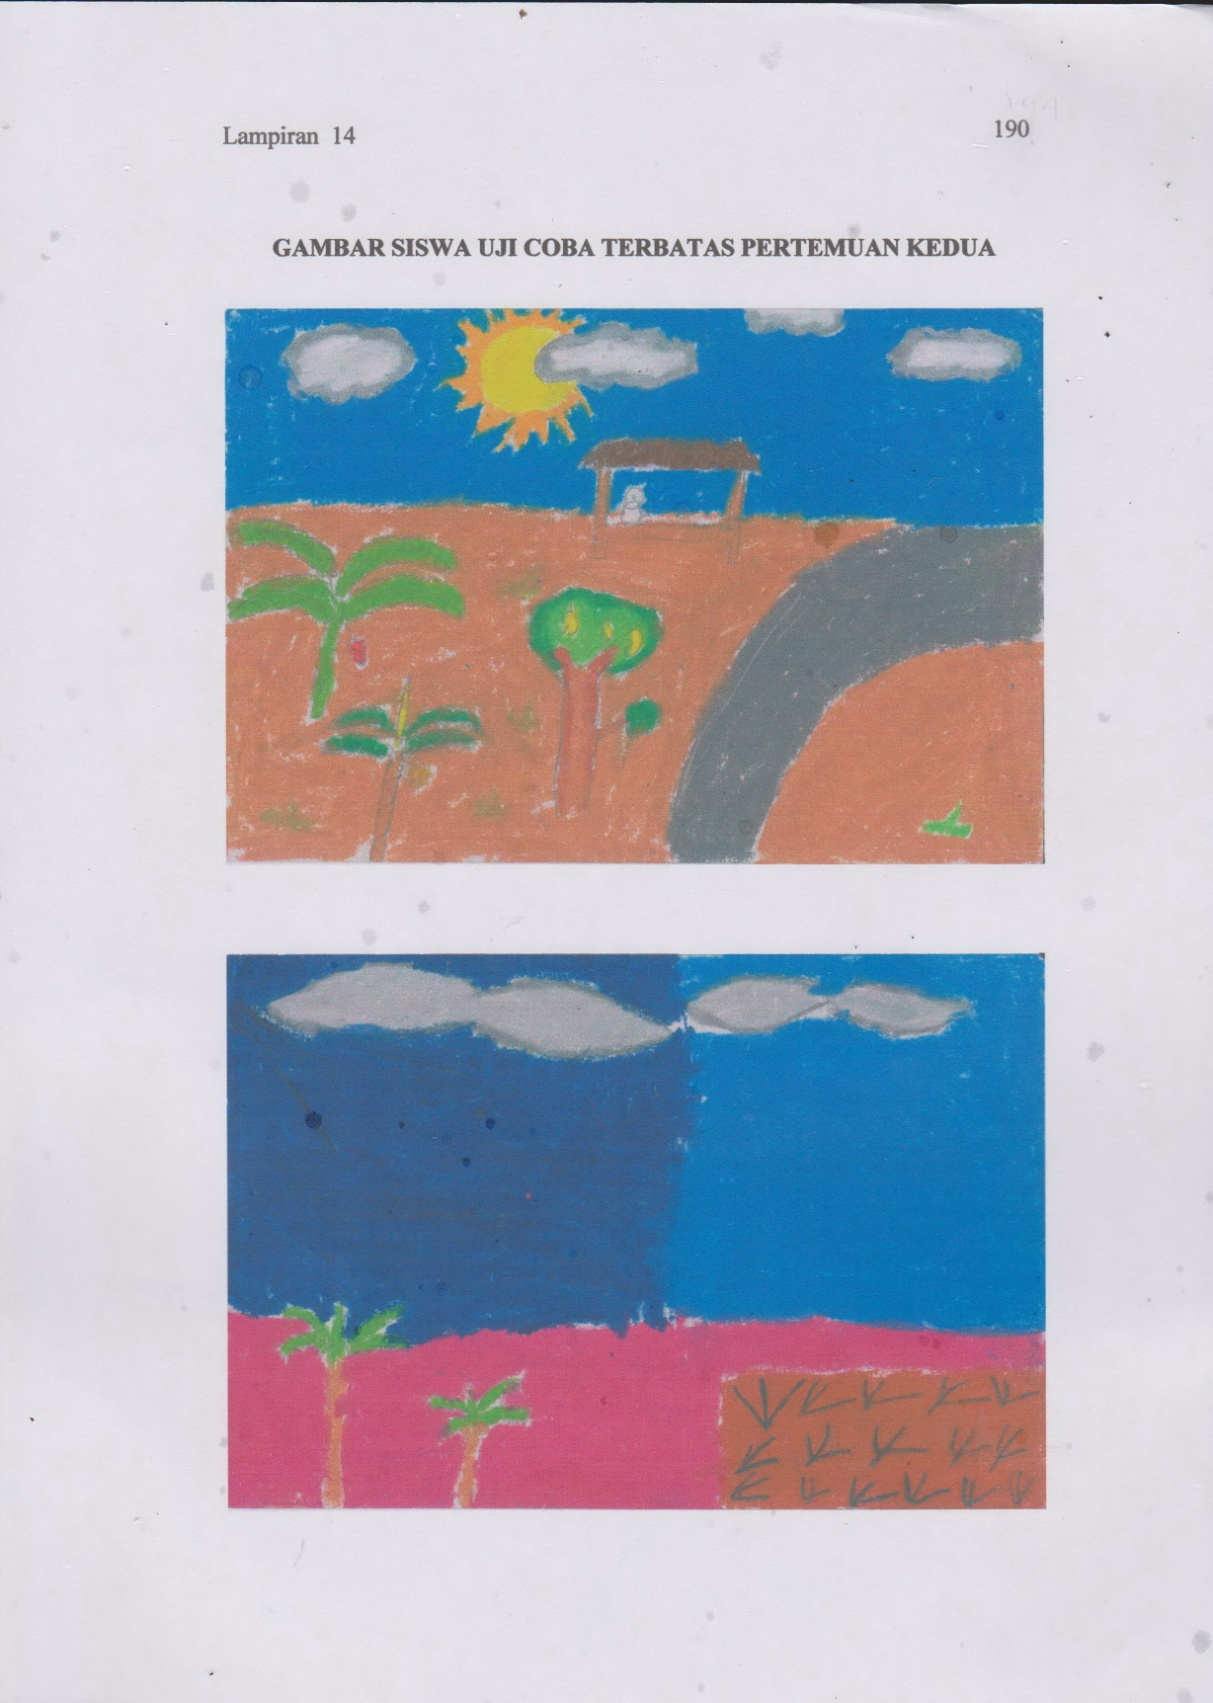 Lampiran 14
190
GAMBAR SISWA UJI COBA TERBATAS PERTEMUAN KEDUA